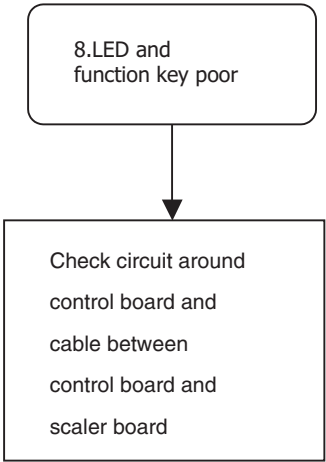 8.LED and
function key poor
Check circuit around
control board and
cable between
control board and
scaler board